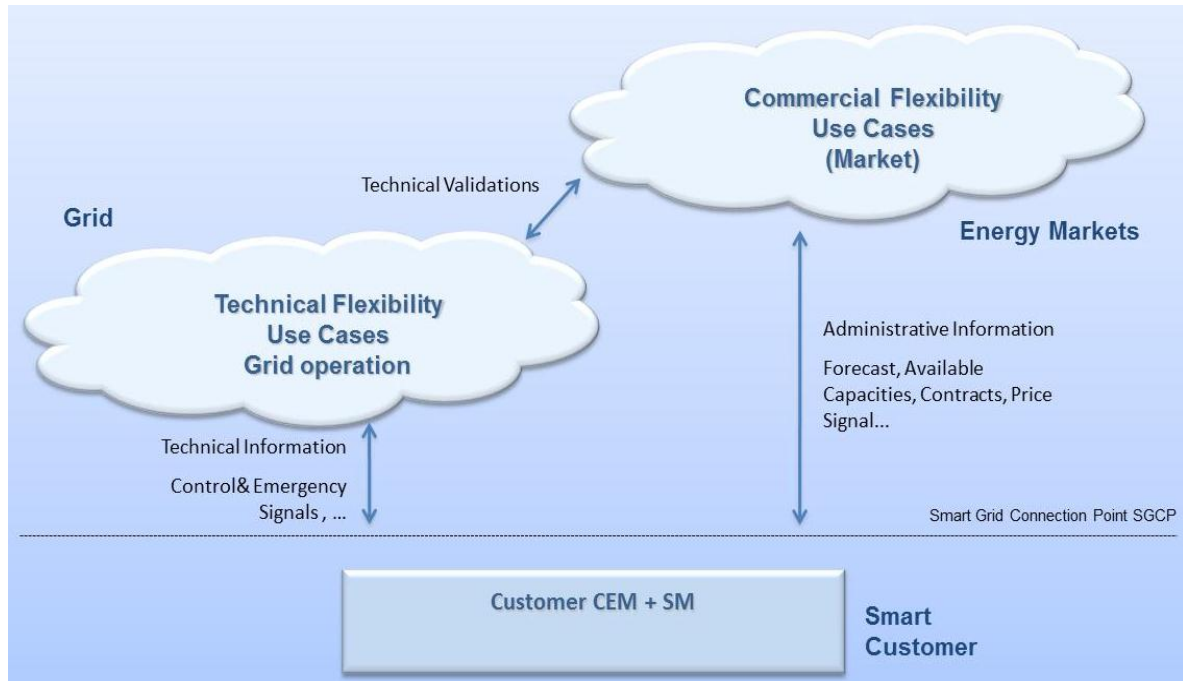 Commercial Flexibility
Use Cases
(Market)
Technical Validations
Grid
Energy Markets
Technical Flexibility
Use Cases
Grid operation
Administrative Information
Forecast, Available
Capacities, Contracts, Price
Signal...
Technical Information
Control& Emergency
Signals , ...
Smart Grid Connection Point SGCP
Customer CEM + SM
Smart
Customer